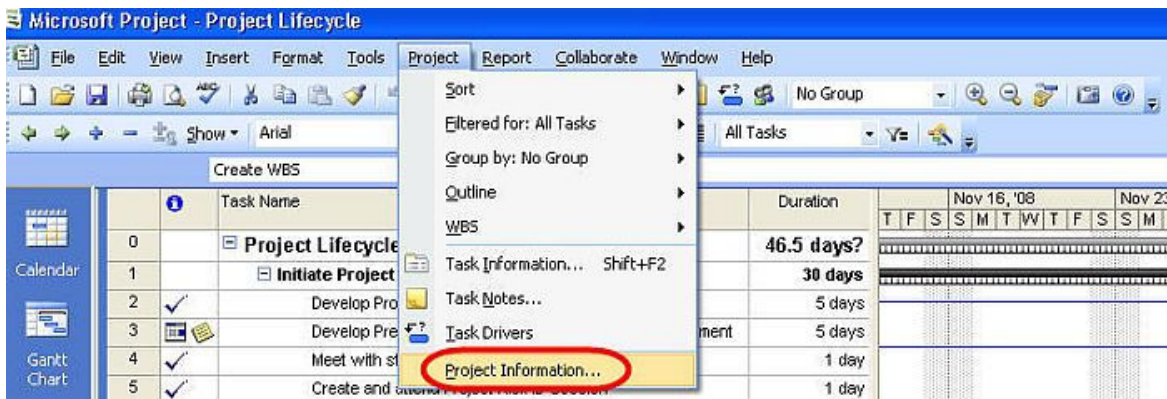 Microsoft Project - Project Lifecycle
File Edit View Insert Format Tools Project Report Collaborate Window Help
No Group
Show Arial All Tasks
Create WBS
Sort
Filtered for: All Tasks
Group by: No Group
Outline
WBS
Task Information... Shift+F2
Task Notes...
Task Drivers
Project Information...
Calendar
Gantt
Chart
Task Name Duration
Nov 16, '08 Nov 23
T F S S M T W T F S S M
0 Project Lifecycle 46.5 days?
1 Initiate Project 30 days
2 Develop Pro 5 days
3 Develop Pre ment 5 days
4 Meet with st 1 day
5 Create and 1 day